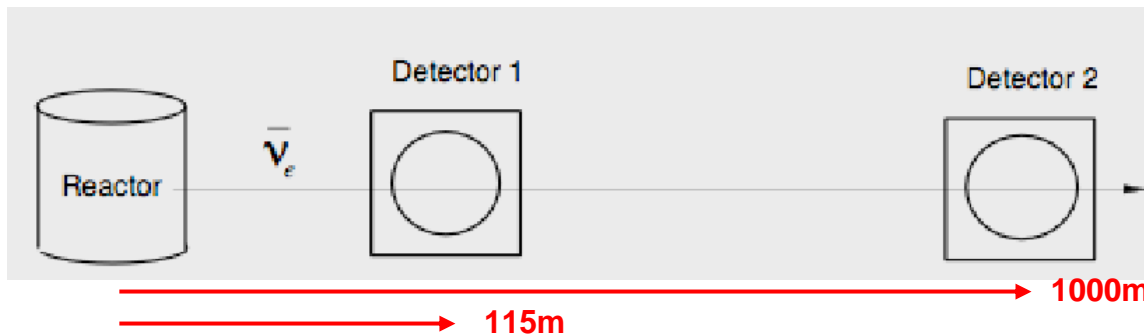 Detector 1
Detector 2
Reactor
ν̄ₑ
1000m
115m